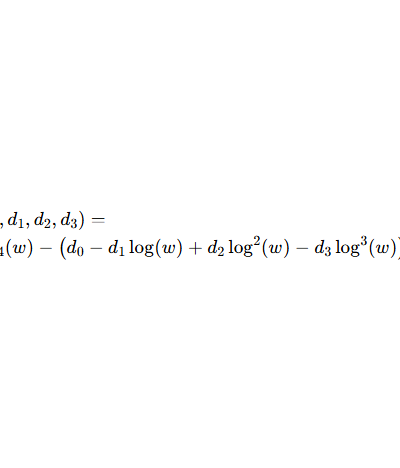 , d₁, d₂, d₃) =
₄(w) − (d₀ − d₁ log(w) + d₂ log²(w) − d₃ log³(w))